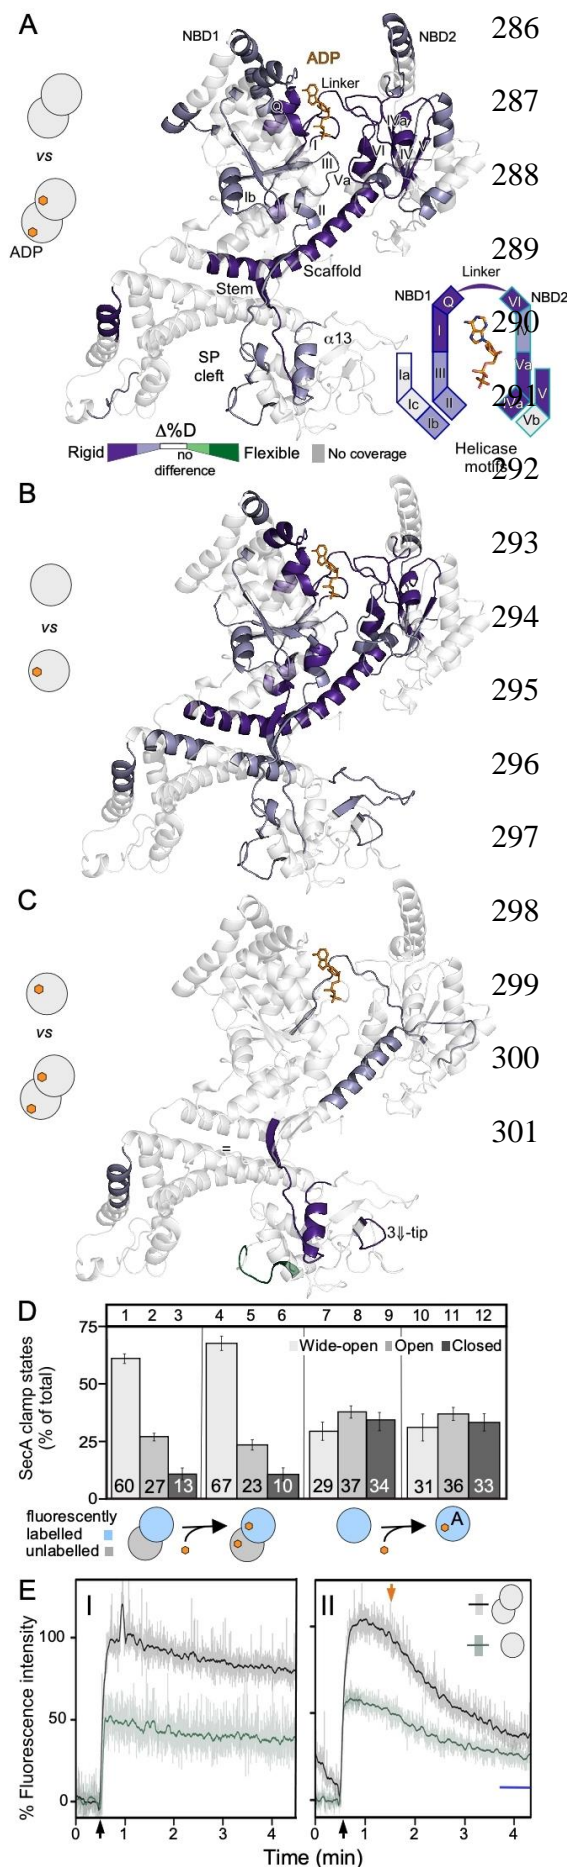 A
NBD1
ADP
NBD2
286
Linker
287
Q
I
IVa
VI
IV
V
III
Va
vs
288
Ib
II
ADP
289
Scaffold
Stem
Linker
NBD1
NBD2
Q
VI
290
α13
I
IV
SP
cleft
Va
Ia
III
V
291
Ic
II
IVa
Ib
Vb
Δ%D
Rigid
Flexible
no
difference
No coverage
Helicase
motifs
292
B
293
294
vs
295
296
297
C
298
299
vs
300
301
=
3⇓-tip
D
1 2 3 4 5 6 7 8 9 10 11 12
75
Wide-open Open Closed
SecA clamp states
(% of total)
50
25
0
60 27 13 67 23 10 29 37 34 31 36 33
fluorescently
labelled
unlabelled
A
E
I
II
% Fluorescence intensity
100
50
0
0 1 2 3 4 0 1 2 3 4
Time (min)